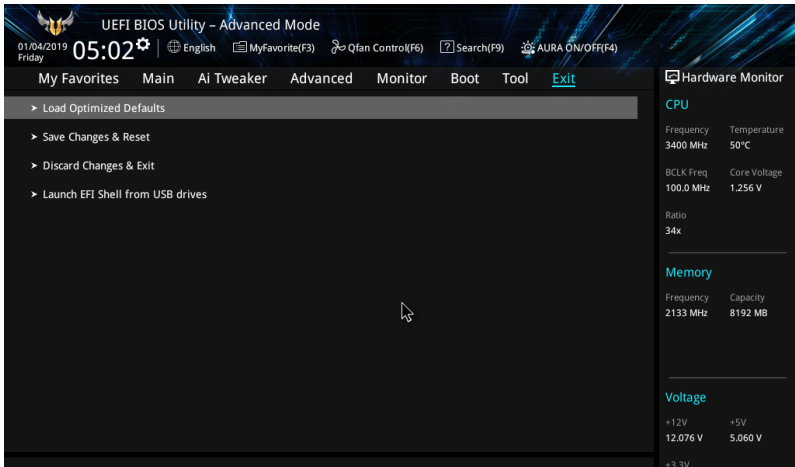 UEFI BIOS Utility – Advanced Mode
01/04/2019
Friday
05:02
English
MyFavorite(F3)
Qfan Control(F6)
? Search(F9)
AURA ON/OFF(F4)
My Favorites Main Ai Tweaker Advanced Monitor Boot Tool Exit
Hardware Monitor
➤ Load Optimized Defaults
➤ Save Changes & Reset
➤ Discard Changes & Exit
➤ Launch EFI Shell from USB drives
CPU
Frequency Temperature
3400 MHz 50°C
BCLK Freq Core Voltage
100.0 MHz 1.256 V
Ratio
34x
Memory
Frequency Capacity
2133 MHz 8192 MB
Voltage
+12V +5V
12.076 V 5.060 V
+3.3V